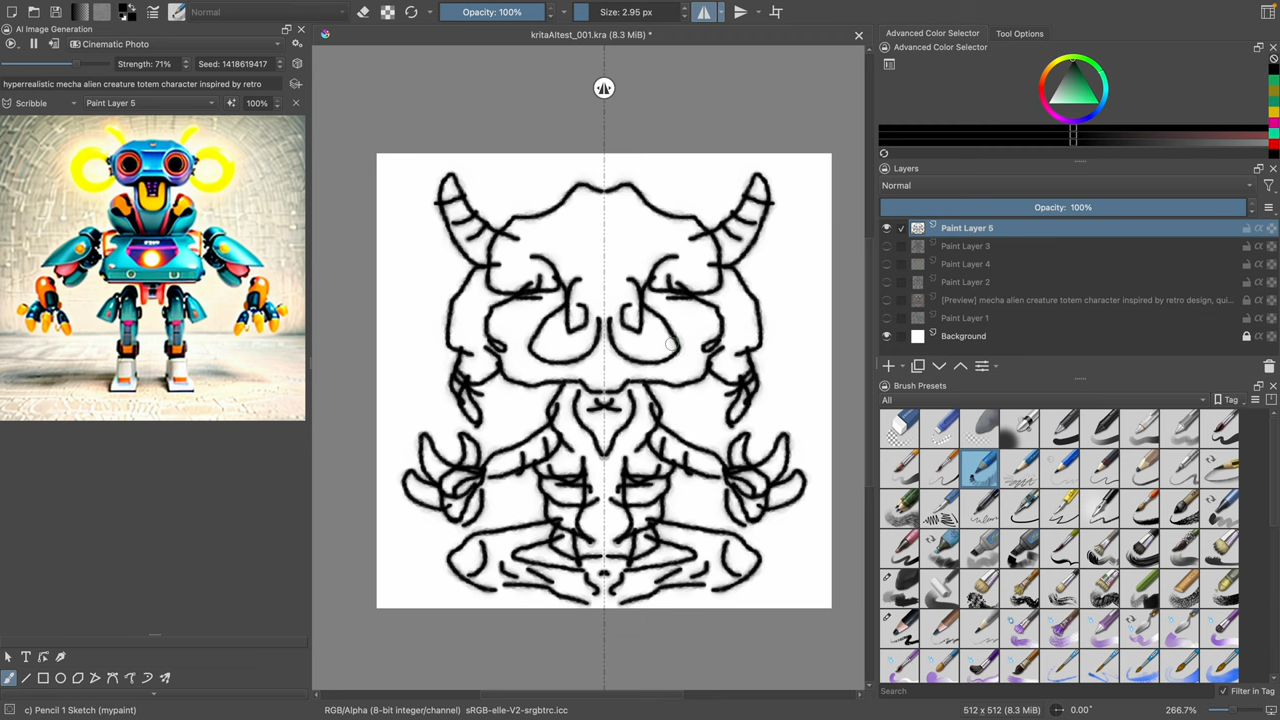 Normal
Opacity: 100%
Size: 2.95 px
AI Image Generation
kritaAItest_001.kra (8.3 MiB) *
Advanced Color Selector
Tool Options
Cinematic Photo
Advanced Color Selector
Strength: 71%
Seed: 1418619417
hyperrealistic mecha alien creature totem character inspired by retro
Scribble
Paint Layer 5
100%
Layers
Normal
Opacity: 100%
Paint Layer 5
Paint Layer 3
Paint Layer 4
Paint Layer 2
[Preview] mecha alien creature totem character inspired by retro design, qui...
Paint Layer 1
Background
Brush Presets
All
Tag
Search
Filter in Tag
c) Pencil 1 Sketch (mypaint)
RGB/Alpha (8-bit integer/channel) sRGB-elle-V2-srgbtrc.icc
512 x 512 (8.3 MiB)
0.00°
266.7%